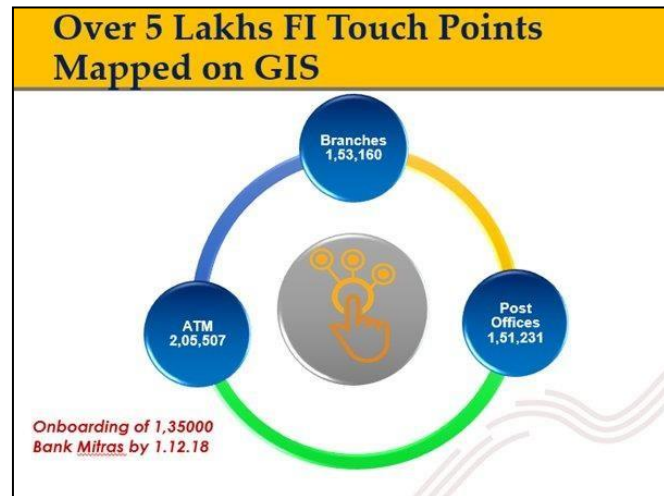 Over 5 Lakhs FI Touch Points
Mapped on GIS
Branches
1,53,160
ATM
2,05,507
Post
Offices
1,51,231
Onboarding of 1,35000
Bank Mitras by 1.12.18